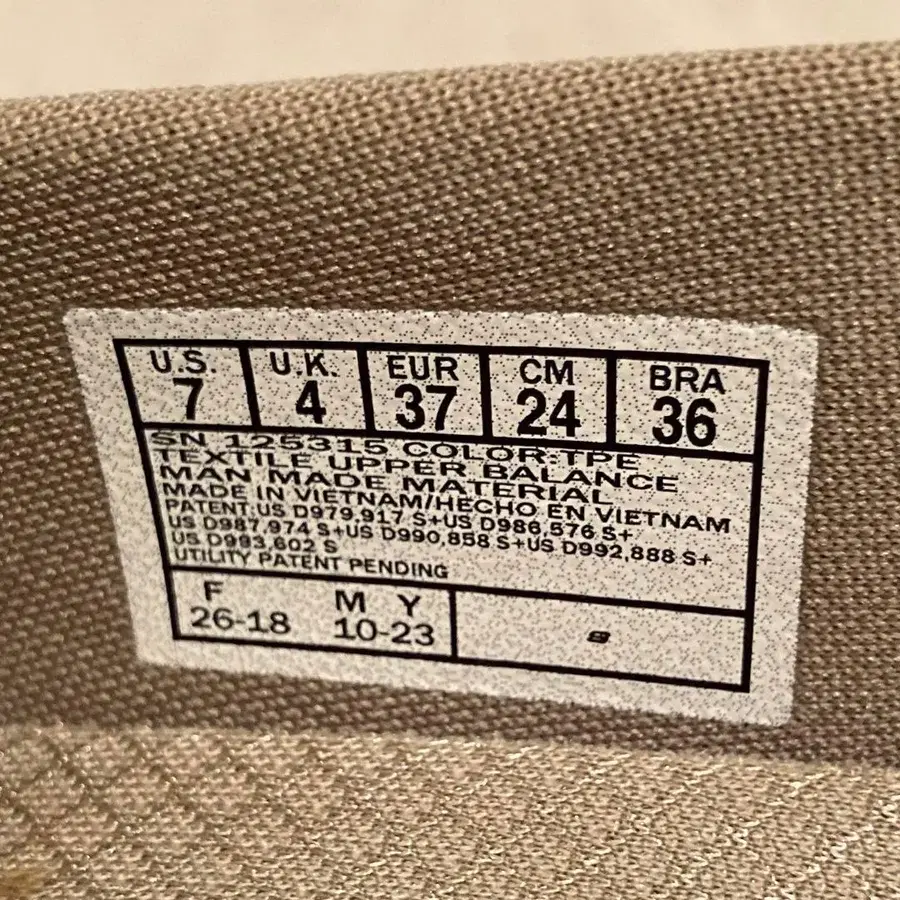 U.S. U.K. EUR CM BRA
7 4 37 24 36
SN 125315 COLOR:TPE
TEXTILE UPPER BALANCE
MAN MADE MATERIAL
MADE IN VIETNAM/HECHO EN VIETNAM
PATENT:US D979,917 S+US D986,576 S+
US D987,974 S+US D990,858 S+US D992,888 S+
US D993,602 S
UTILITY PATENT PENDING
F M Y
26-18 10-23